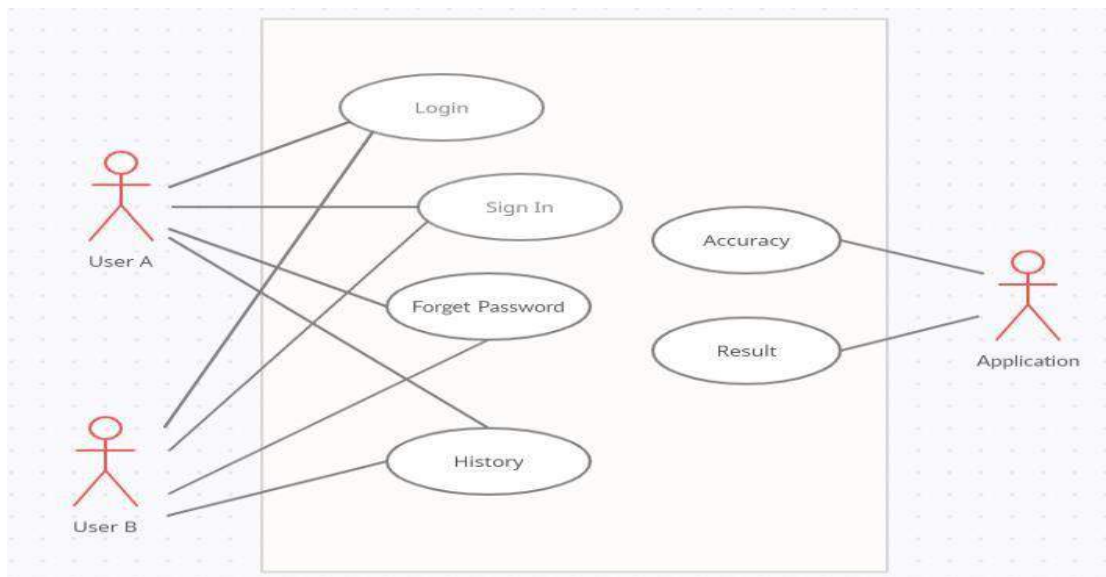 Login
Sign In
Accuracy
User A
Forget Password
Result
Application
History
User B